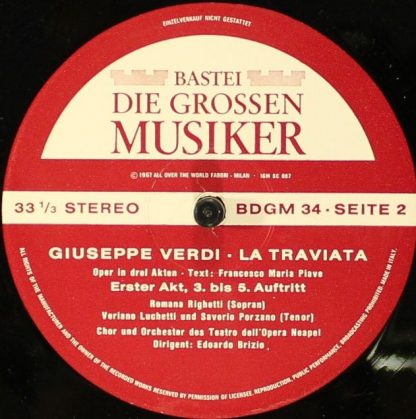 EINZELVERKAUF NICHT GESTATTET
BASTEI
DIE GROSSEN
MUSIKER
© 1957 ALL OVER THE WORLD FABBRI - MILAN · IGM SC 067
33 1/3 STEREO
BDGM 34 · SEITE 2
GIUSEPPE VERDI · LA TRAVIATA
Oper in drei Akten - Text: Francesco Maria Piave
Erster Akt, 3. bis 5. Auftritt
Romana Righetti (Sopran)
Veriano Luchetti und Saverio Porzano (Tenor)
Chor und Orchester des Teatro dell'Opera Neapel
Dirigent: Edoardo Brizio
ALL RIGHTS OF THE MANUFACTURER AND THE OWNER OF THE RECORDED WORKS RESERVED BY PERMISSION OF LICENSEE. REPRODUCTION, PUBLIC PERFORMANCE, BROADCASTING PROHIBITED. MADE IN ITALY.